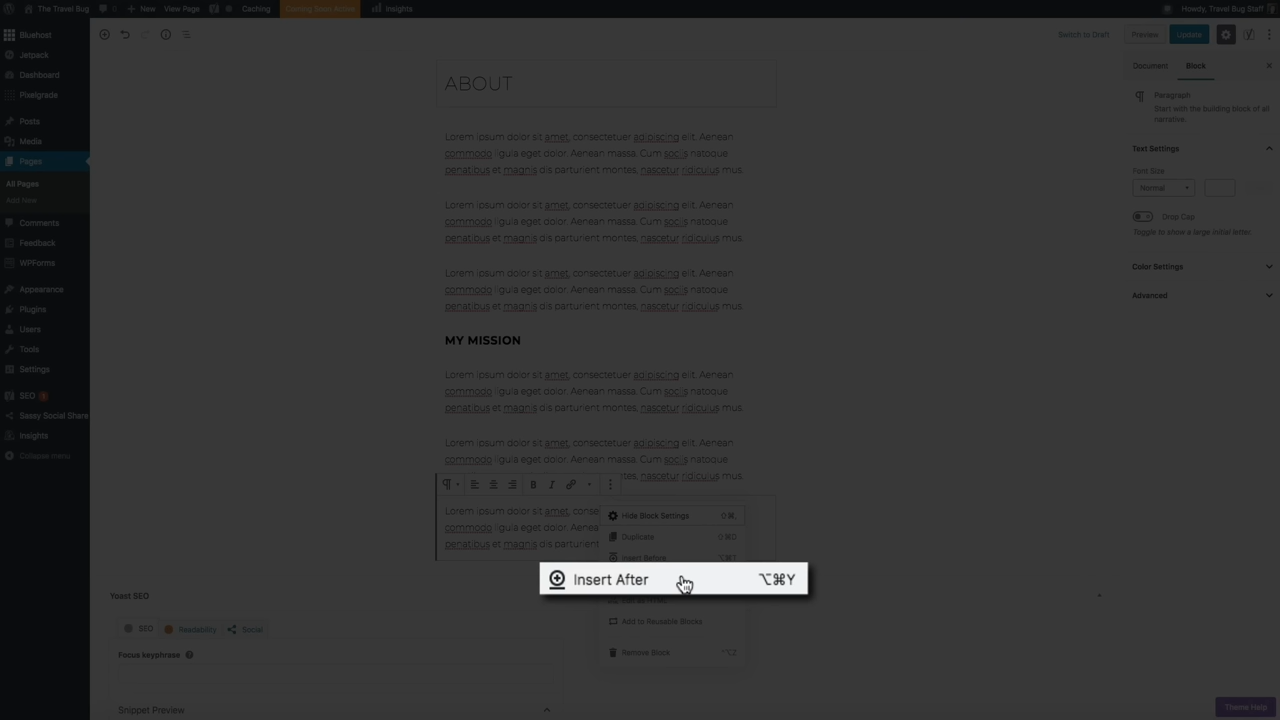 The Travel Bug 0 New View Page Caching Coming Soon Active Insights Howdy, Travel Bug Staff
Bluehost
Jetpack
Dashboard
Pixelgrade
Posts
Media
Pages
All Pages
Add New
Comments
Feedback
WPForms
Appearance
Plugins
Users
Tools
Settings
SEO 1
Sassy Social Share
Insights
Collapse menu
Switch to Draft Preview Update
ABOUT
Lorem ipsum dolor sit amet, consectetuer adipiscing elit. Aenean
commodo ligula eget dolor. Aenean massa. Cum sociis natoque
penatibus et magnis dis parturient montes, nascetur ridiculus mus.
Lorem ipsum dolor sit amet, consectetuer adipiscing elit. Aenean
commodo ligula eget dolor. Aenean massa. Cum sociis natoque
penatibus et magnis dis parturient montes, nascetur ridiculus mus.
Lorem ipsum dolor sit amet, consectetuer adipiscing elit. Aenean
commodo ligula eget dolor. Aenean massa. Cum sociis natoque
penatibus et magnis dis parturient montes, nascetur ridiculus mus.
MY MISSION
Lorem ipsum dolor sit amet, consectetuer adipiscing elit. Aenean
commodo ligula eget dolor. Aenean massa. Cum sociis natoque
penatibus et magnis dis parturient montes, nascetur ridiculus mus.
Lorem ipsum dolor sit amet, consectetuer adipiscing elit. Aenean
commodo ligula eget dolor. Aenean massa. Cum sociis natoque
tes, nascetur ridiculus mus.
B I
Lorem ipsum dolor sit amet, conse
commodo ligula eget dolor. Aenea
penatibus et magnis dis parturient
Hide Block Settings ⇧⌘,
Duplicate ⇧⌘D
Insert Before ⌥⌘T
Insert After ⌥⌘Y
Add to Reusable Blocks
Remove Block ⌃⌥Z
Yoast SEO
SEO Readability Social
Focus keyphrase ?
Snippet Preview
Document Block
Paragraph
Start with the building block of all
narrative.
Text Settings
Font Size
Normal
Drop Cap
Toggle to show a large initial letter.
Color Settings
Advanced
Theme Help